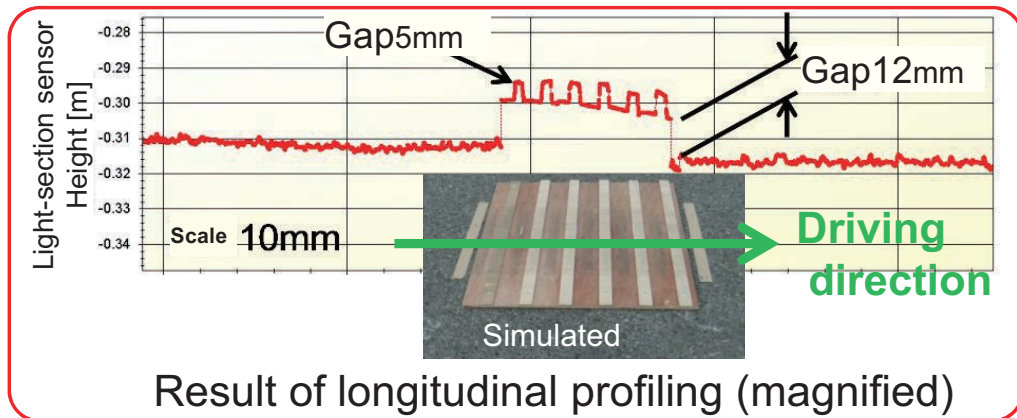 Light-section sensor
Height [m]
-0.28
-0.29
-0.30
-0.31
-0.32
-0.33
-0.34
Gap5mm
Gap12mm
Scale 10mm
Driving
direction
Simulated
Result of longitudinal profiling (magnified)